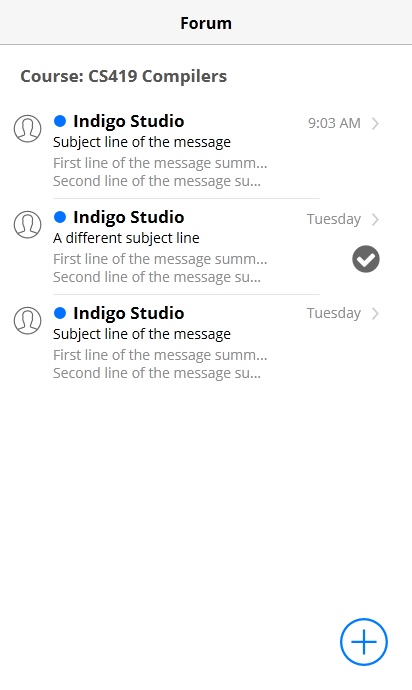 Forum
Course: CS419 Compilers
Indigo Studio 9:03 AM
Subject line of the message
First line of the message summ...
Second line of the message su...
Indigo Studio Tuesday
A different subject line
First line of the message summ...
Second line of the message su...
Indigo Studio Tuesday
Subject line of the message
First line of the message summ...
Second line of the message su...